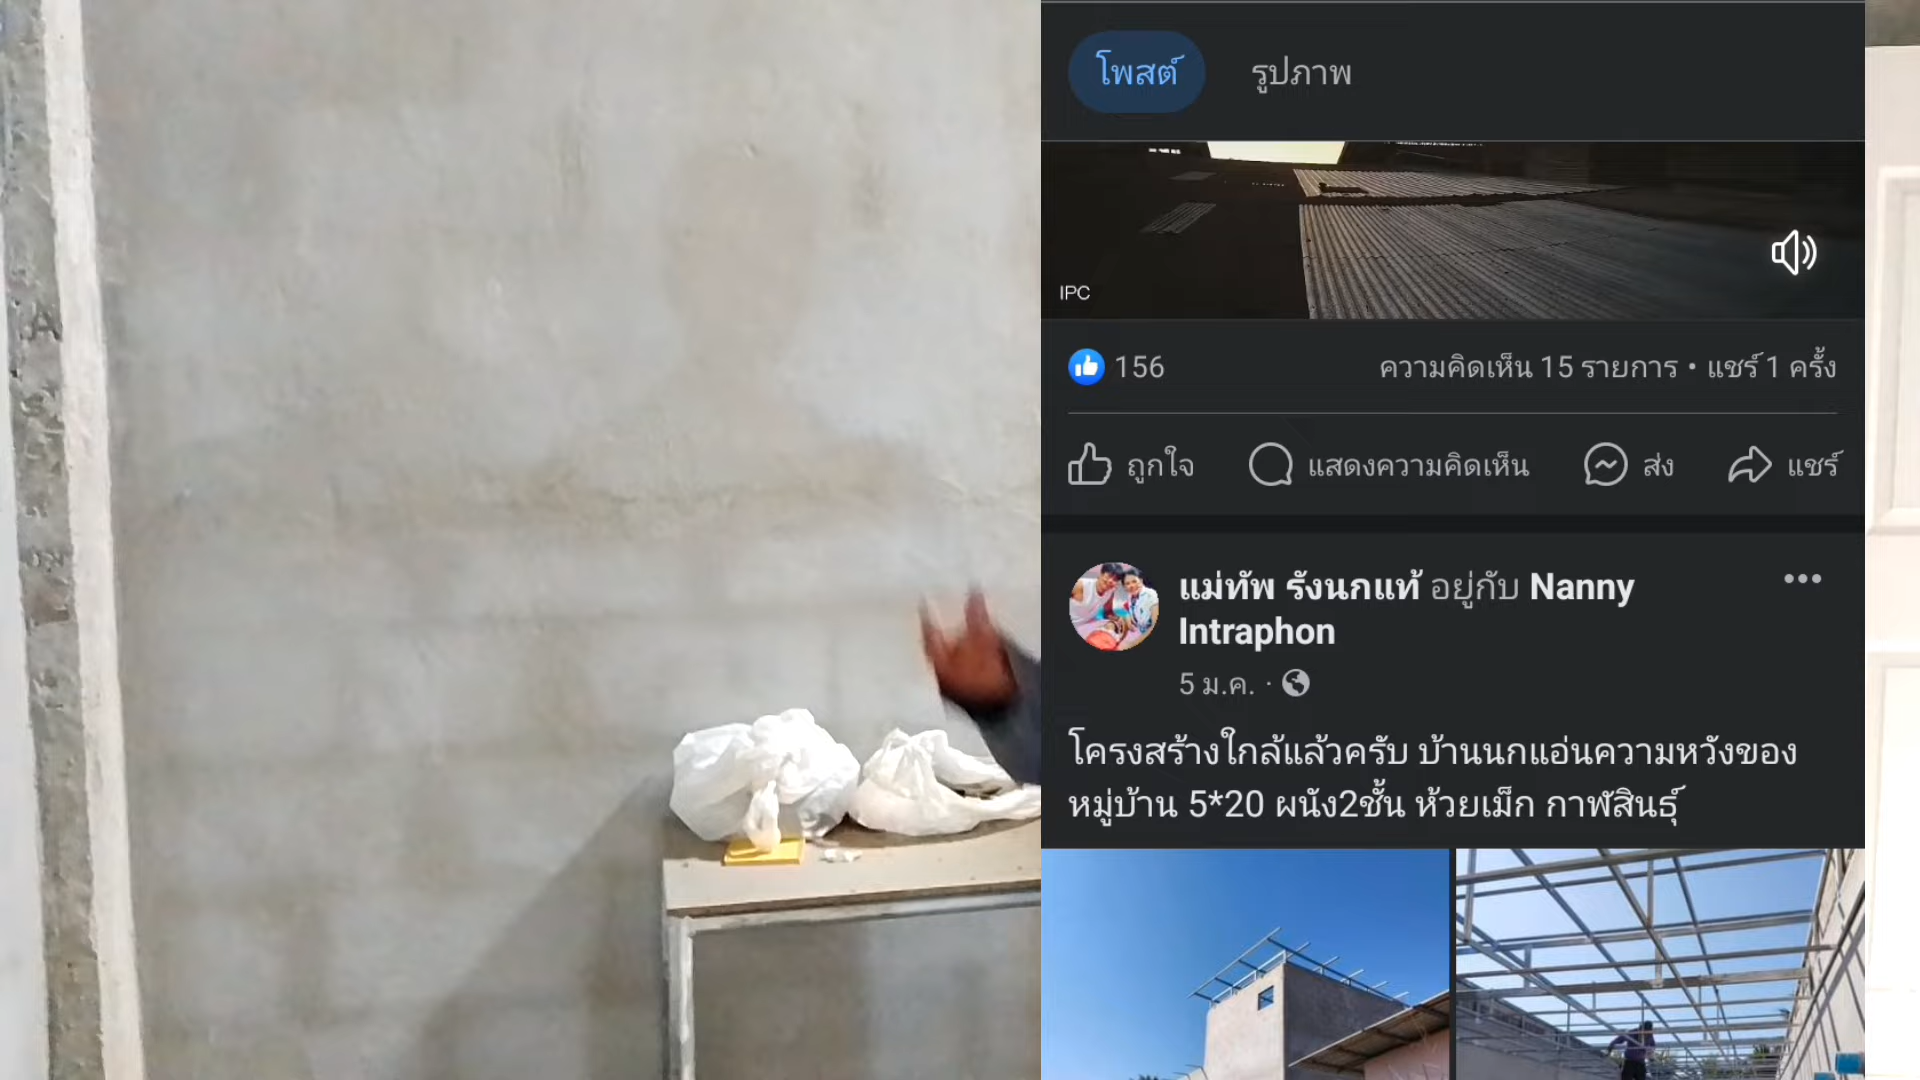 โพสต์ รูปภาพ
IPC
156 ความคิดเห็น 15 รายการ • แชร์ 1 ครั้ง
ถูกใจ แสดงความคิดเห็น ส่ง แชร์
แม่ทัพ รังนกแท้ อยู่กับ Nanny
Intraphon
5 ม.ค. ·
โครงสร้างใกล้แล้วครับ บ้านนกแอ่นความหวังของ
หมู่บ้าน 5*20 ผนัง2ชั้น ห้วยเม็ก กาฬสินธุ์